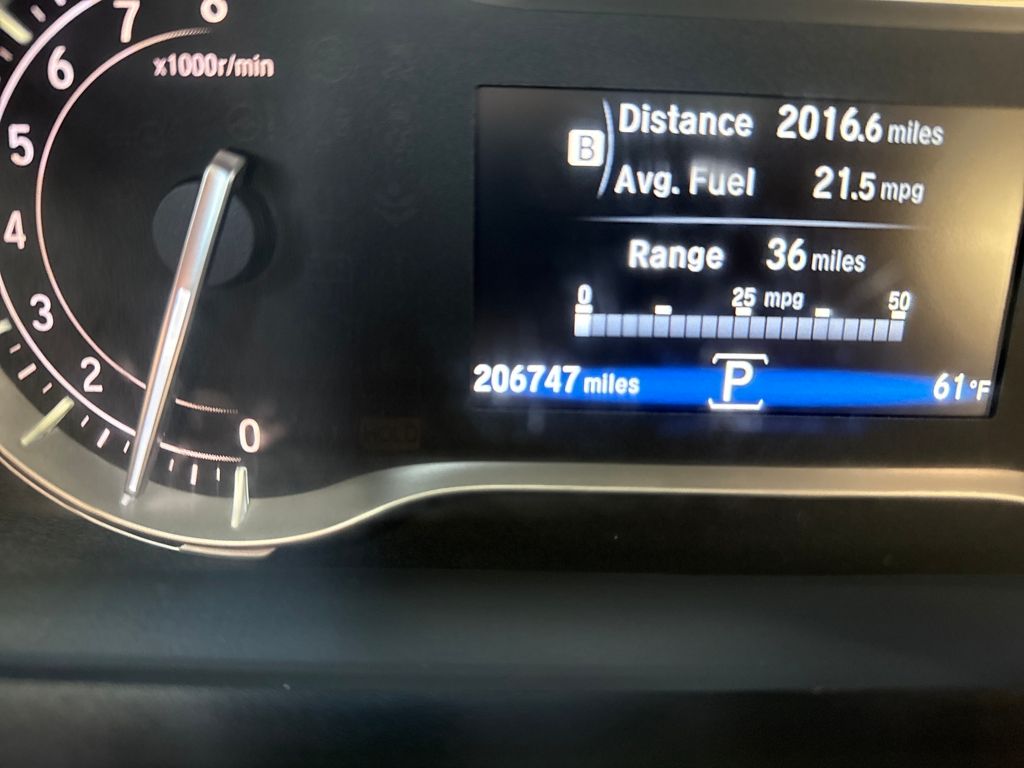 8
7
6
x1000r/min
5
4
3
2
0
B
Distance 2016.6 miles
Avg. Fuel 21.5 mpg
Range 36 miles
0 25 mpg 50
206747 miles P 61°F
HOLD